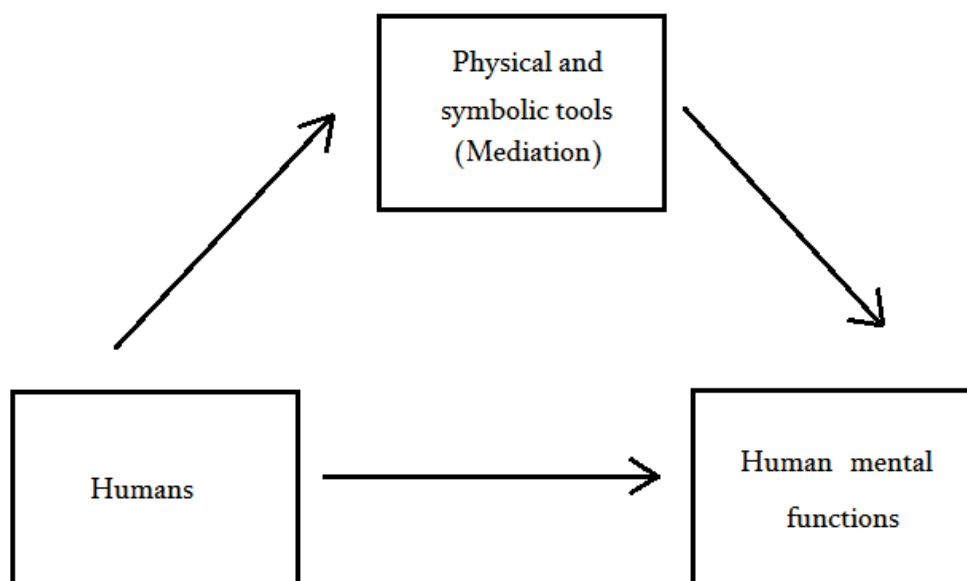 Physical and
symbolic tools
(Mediation)
Humans
Human mental
functions